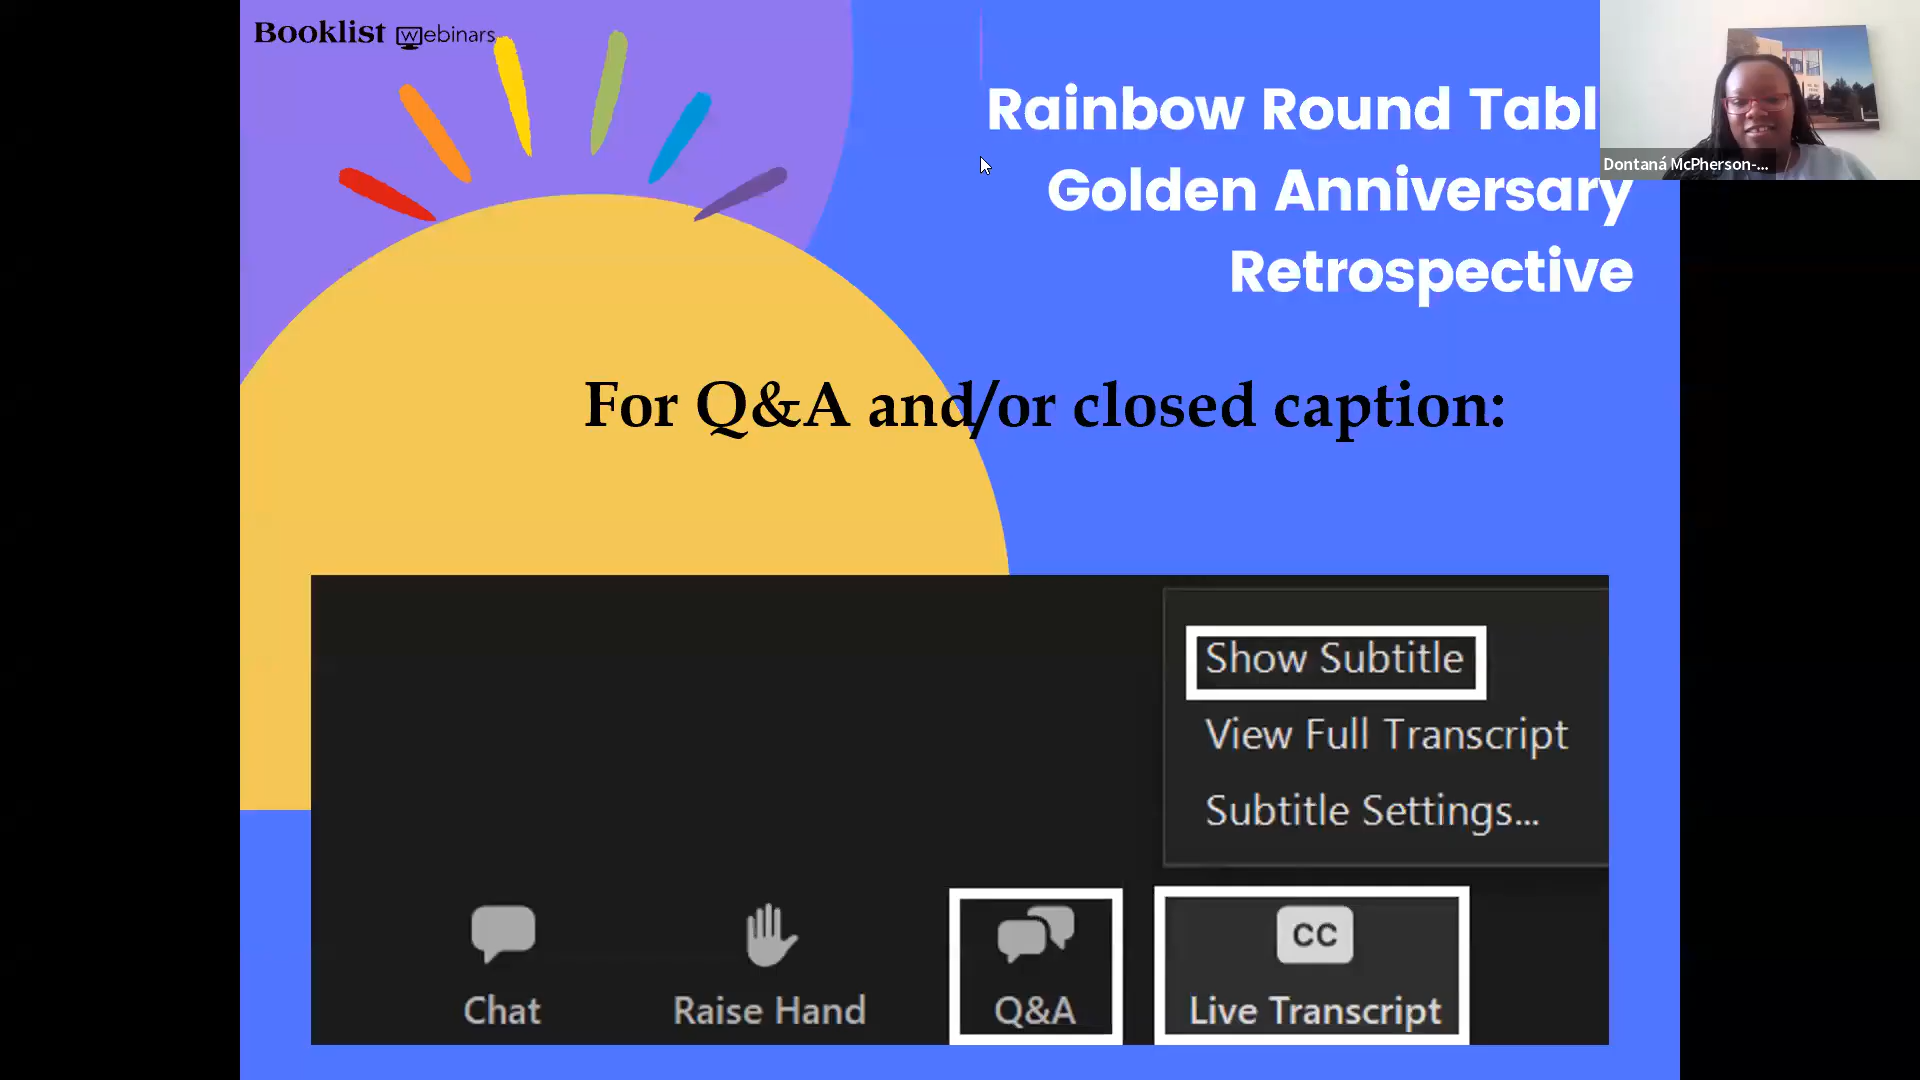 Booklist Webinars
Rainbow Round Tabl
Golden Anniversary
Retrospective
Dontaná McPherson-...
For Q&A and/or closed caption:
Show Subtitle
View Full Transcript
Subtitle Settings...
CC
Chat
Raise Hand
Q&A
Live Transcript